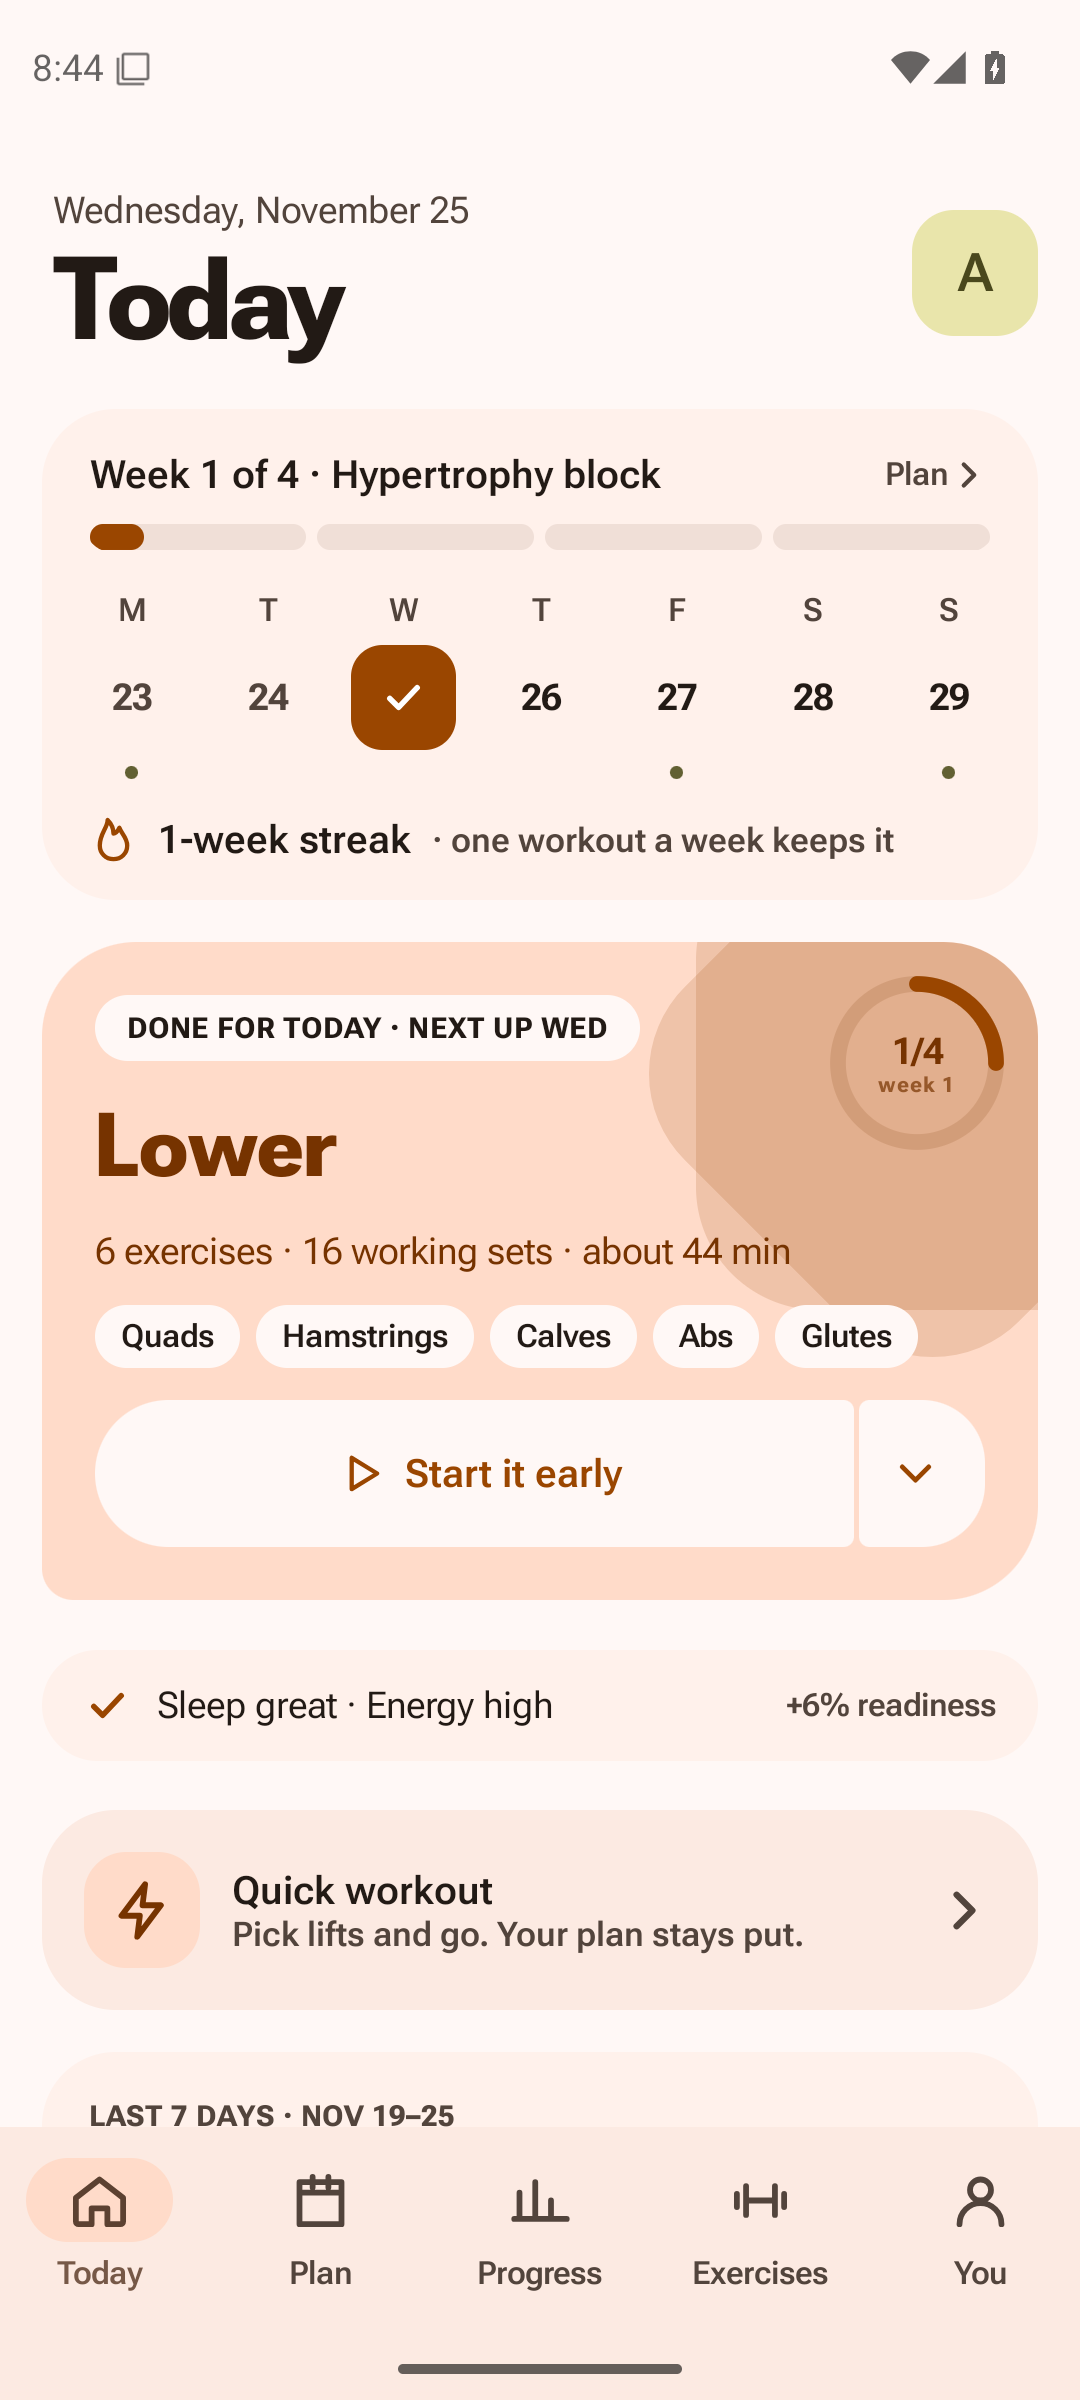 8:44
Wednesday, November 25
Today
A
Week 1 of 4 · Hypertrophy block
Plan
M T W T F S S
23 24 26 27 28 29
1-week streak · one workout a week keeps it
DONE FOR TODAY · NEXT UP WED
1/4
week 1
Lower
6 exercises · 16 working sets · about 44 min
Quads Hamstrings Calves Abs Glutes
Start it early
Sleep great · Energy high
+6% readiness
Quick workout
Pick lifts and go. Your plan stays put.
LAST 7 DAYS · NOV 19–25
Today Plan Progress Exercises You